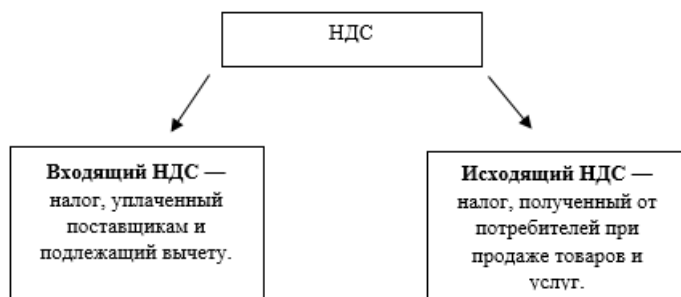 НДС
Входящий НДС —
налог, уплаченный
поставщикам и
подлежащий вычету.
Исходящий НДС —
налог, полученный от
потребителей при
продаже товаров и
услуг.